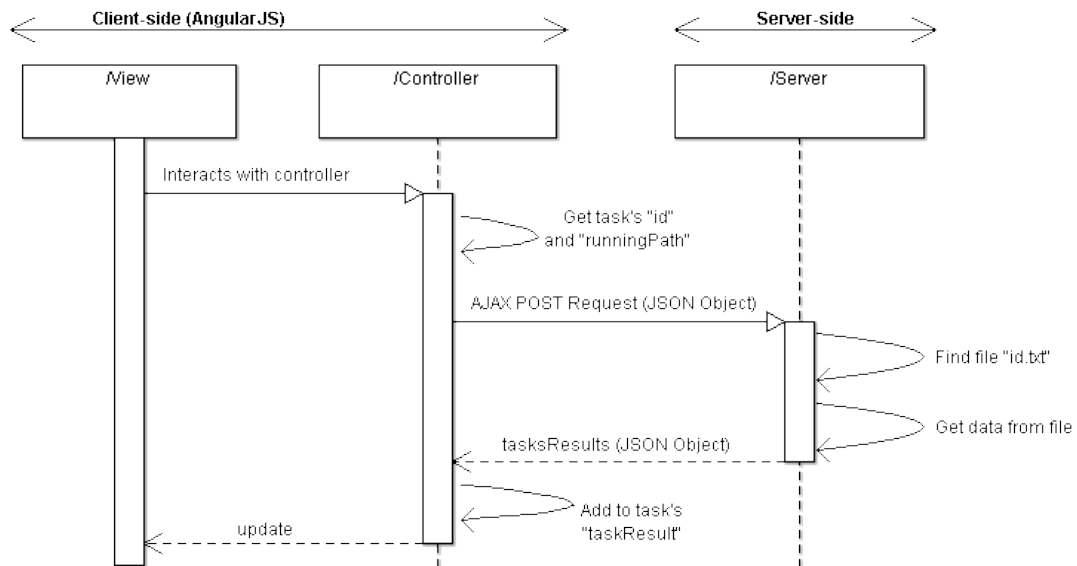 Client-side (AngularJS)
Server-side
/View
/Controller
/Server
Interacts with controller
Get task's "id"
and "runningPath"
AJAX POST Request (JSON Object)
Find file "id.txt"
Get data from file
tasksResults (JSON Object)
Add to task's
"taskResult"
update